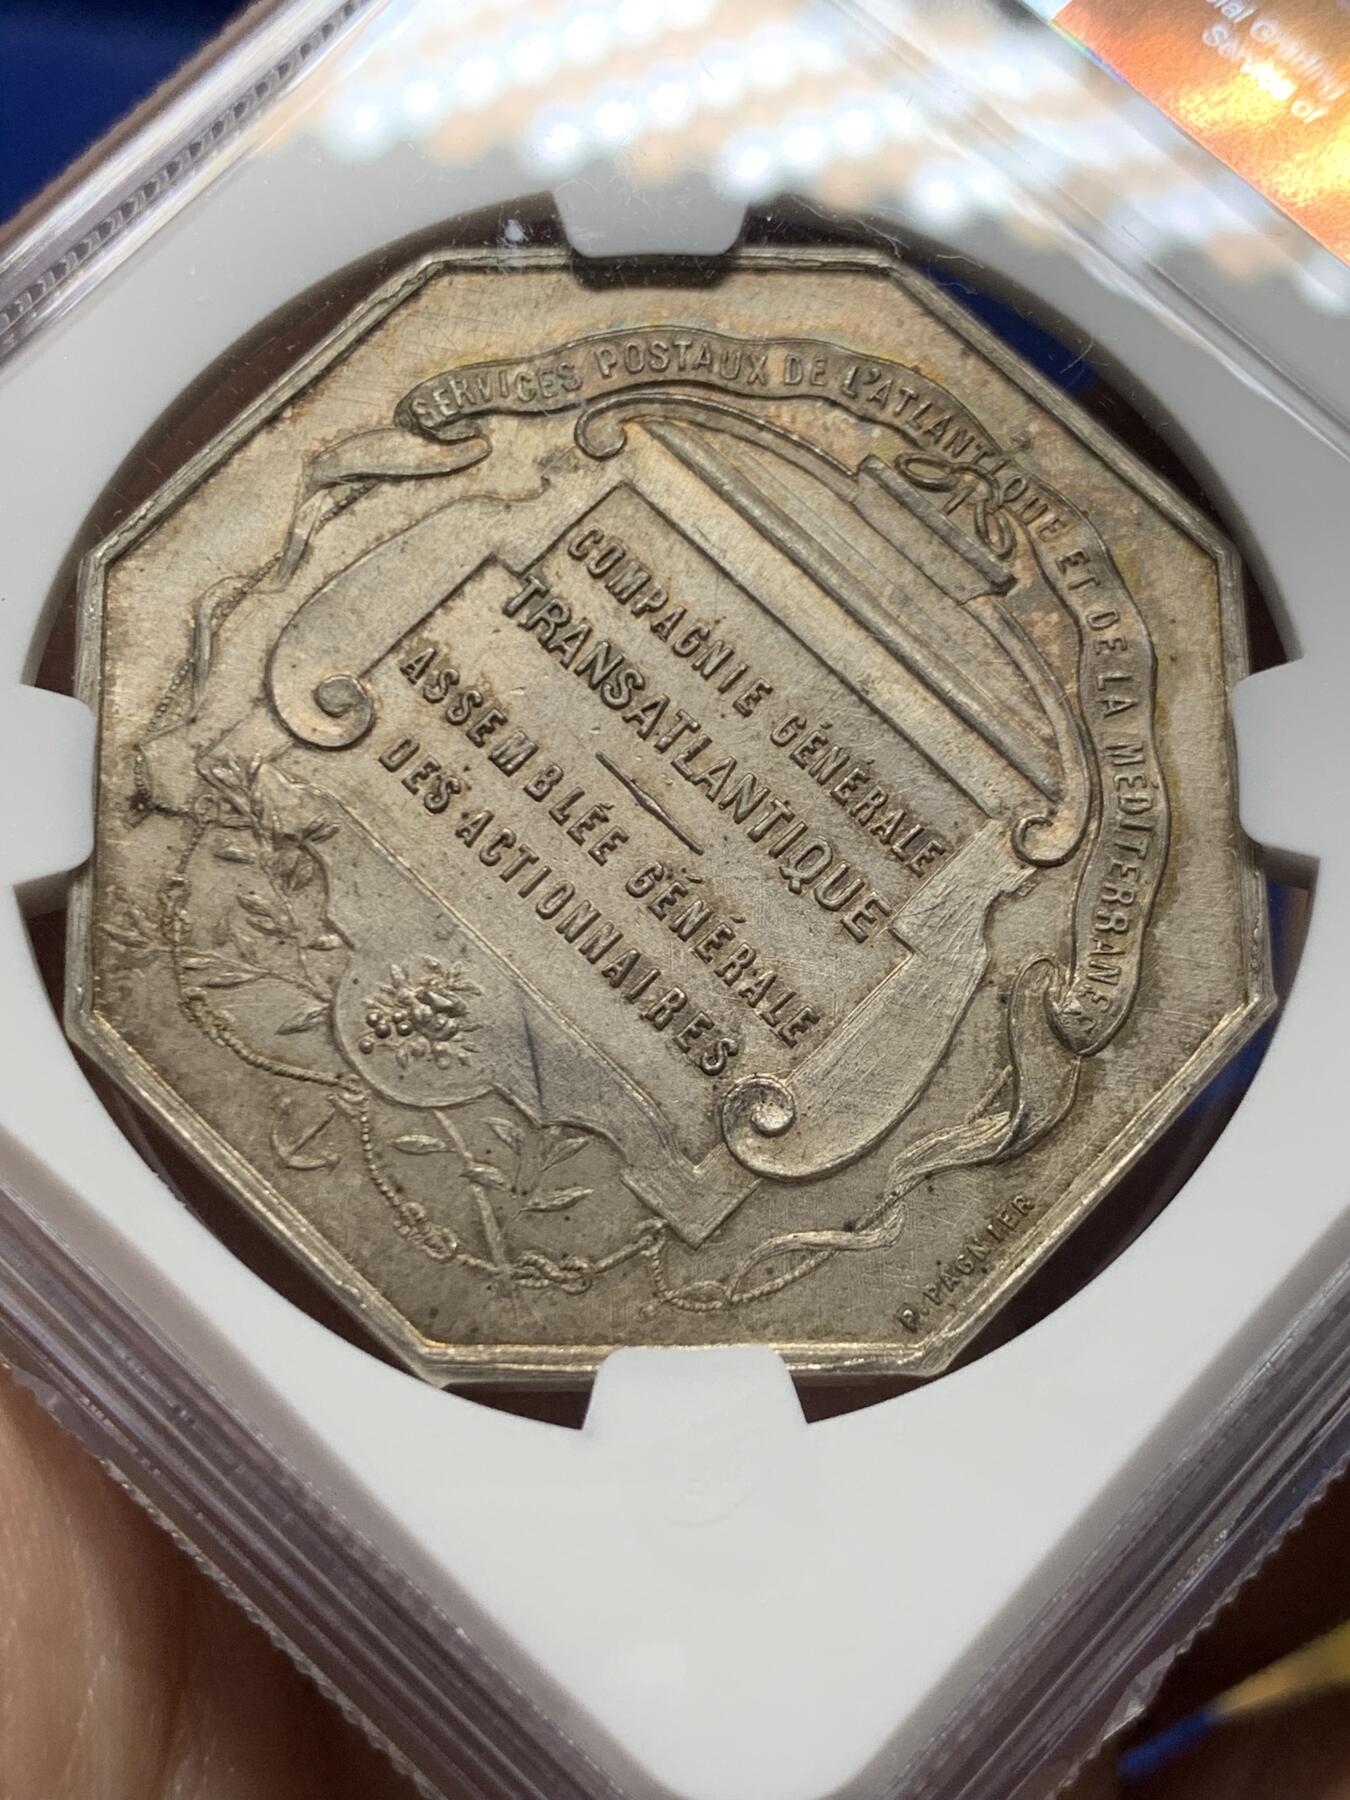 SERVICES POSTAUX DE L'ATLANTIQUE ET DE LA MÉDITERRANÉE
COMPAGNIE GÉNÉRALE
TRANSATLANTIQUE
ASSEMBLÉE GÉNÉRALE
DES ACTIONNAIRES
P. PAGNIER